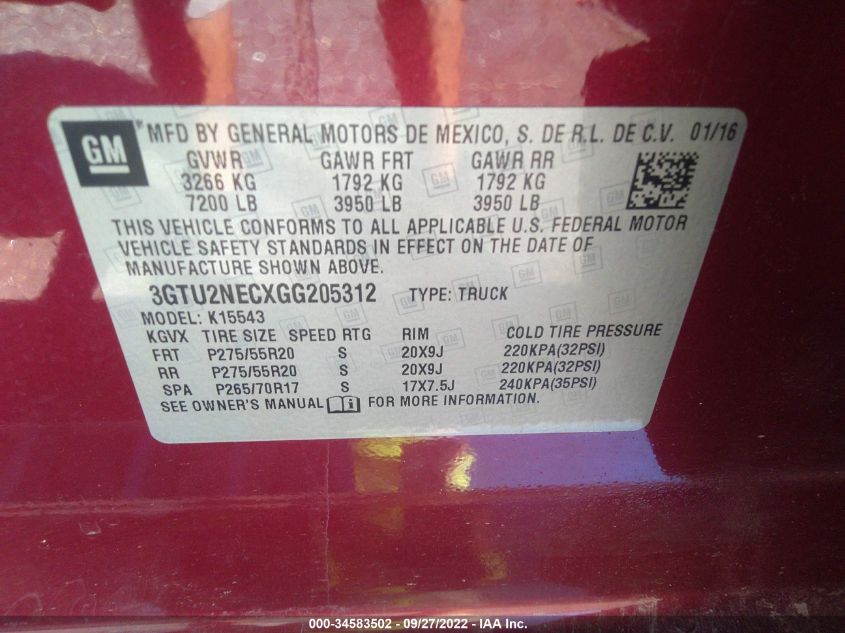 GM MFD BY GENERAL MOTORS DE MEXICO, S. DE R.L. DE C.V. 01/16
GVWR GAWR FRT GAWR RR
3266 KG 1792 KG 1792 KG
7200 LB 3950 LB 3950 LB
THIS VEHICLE CONFORMS TO ALL APPLICABLE U.S. FEDERAL MOTOR
VEHICLE SAFETY STANDARDS IN EFFECT ON THE DATE OF
MANUFACTURE SHOWN ABOVE.
3GTU2NECXGG205312 TYPE: TRUCK
MODEL: K15543
KGVX TIRE SIZE SPEED RTG RIM COLD TIRE PRESSURE
FRT P275/55R20 S 20X9J 220KPA(32PSI)
RR P275/55R20 S 20X9J 220KPA(32PSI)
SPA P265/70R17 S 17X7.5J 240KPA(35PSI)
SEE OWNER'S MANUAL FOR MORE INFORMATION.
000-34583502 - 09/27/2022 - IAA Inc.